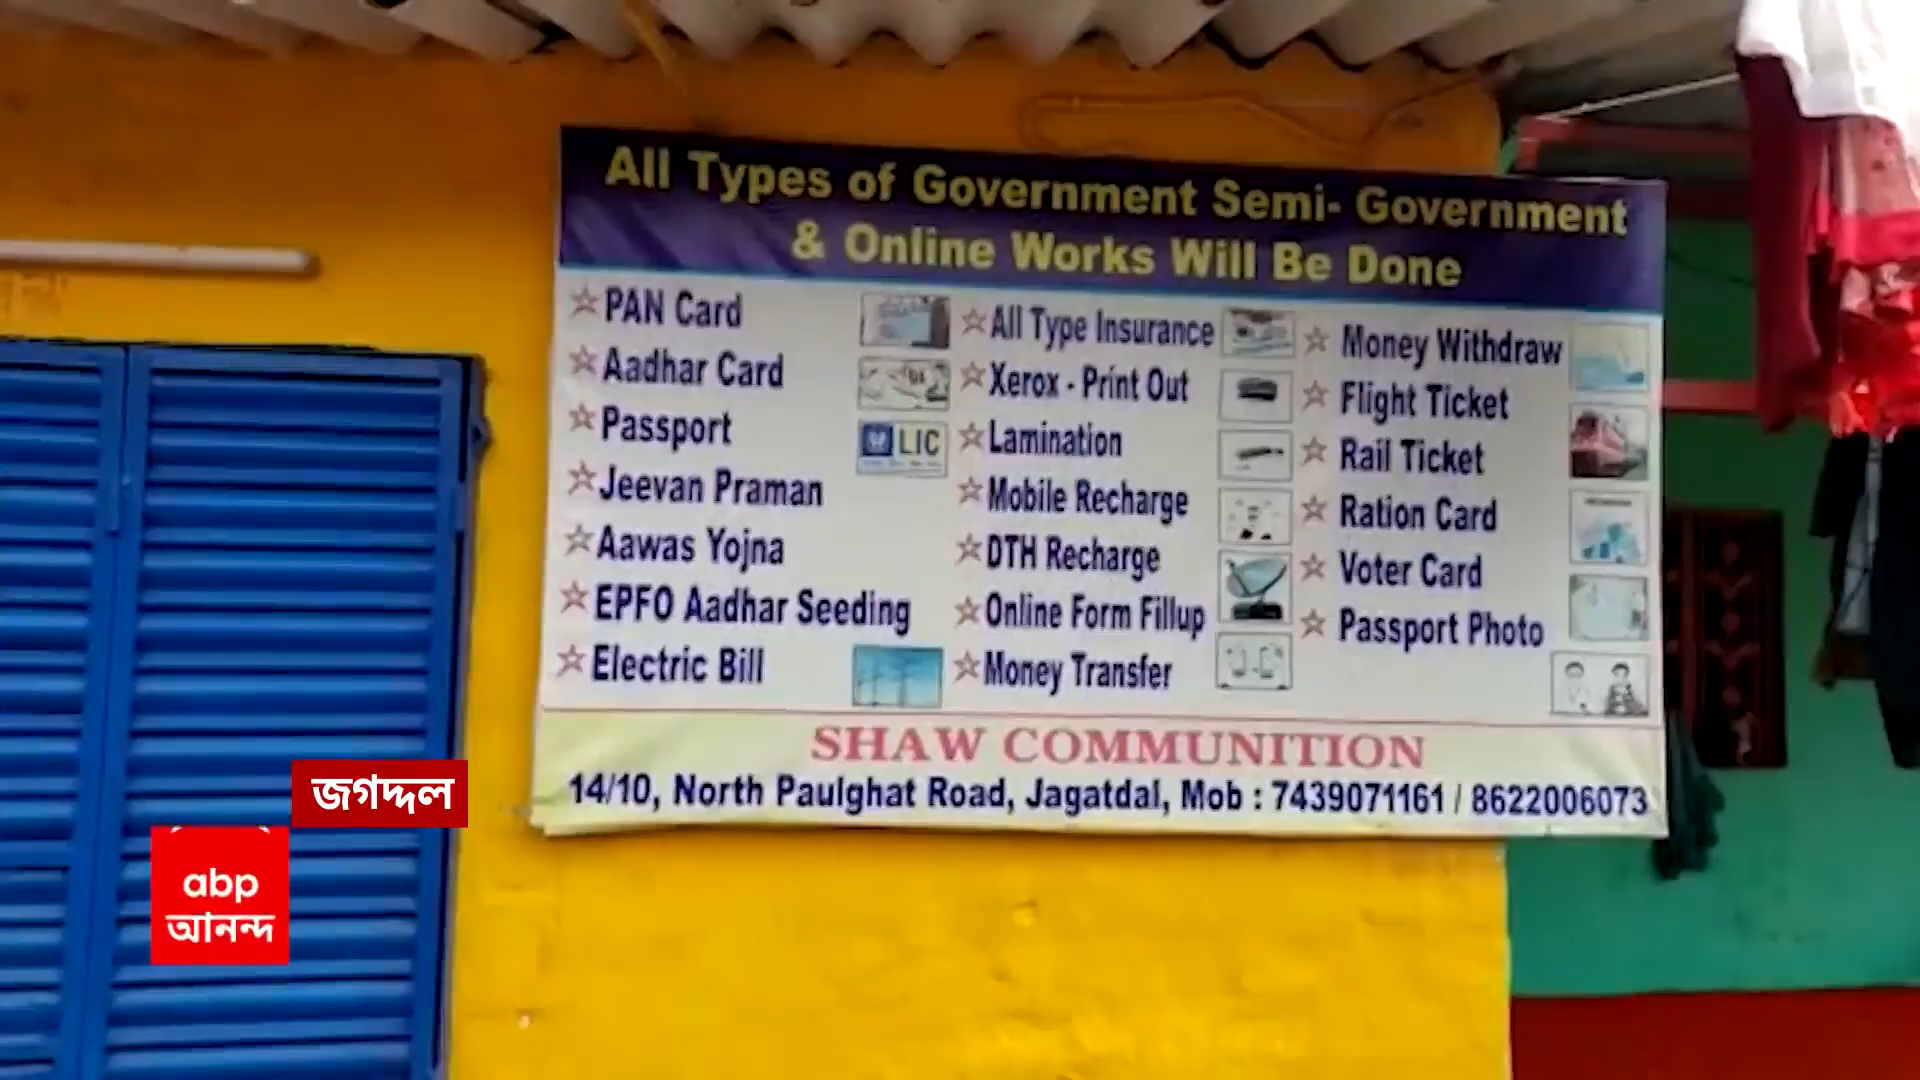 All Types of Government Semi- Government
& Online Works Will Be Done
☆ PAN Card
☆ Aadhar Card
☆ Passport
☆ Jeevan Praman
☆ Aawas Yojna
☆ EPFO Aadhar Seeding
☆ Electric Bill
LIC
☆ All Type Insurance
☆ Xerox - Print Out
☆ Lamination
☆ Mobile Recharge
☆ DTH Recharge
☆ Online Form Fillup
☆ Money Transfer
☆ Money Withdraw
☆ Flight Ticket
☆ Rail Ticket
☆ Ration Card
☆ Voter Card
☆ Passport Photo
SHAW COMMUNITION
14/10, North Paulghat Road, Jagatdal, Mob : 7439071161 / 8622006073
জগদ্দল
abp
আনন্দ